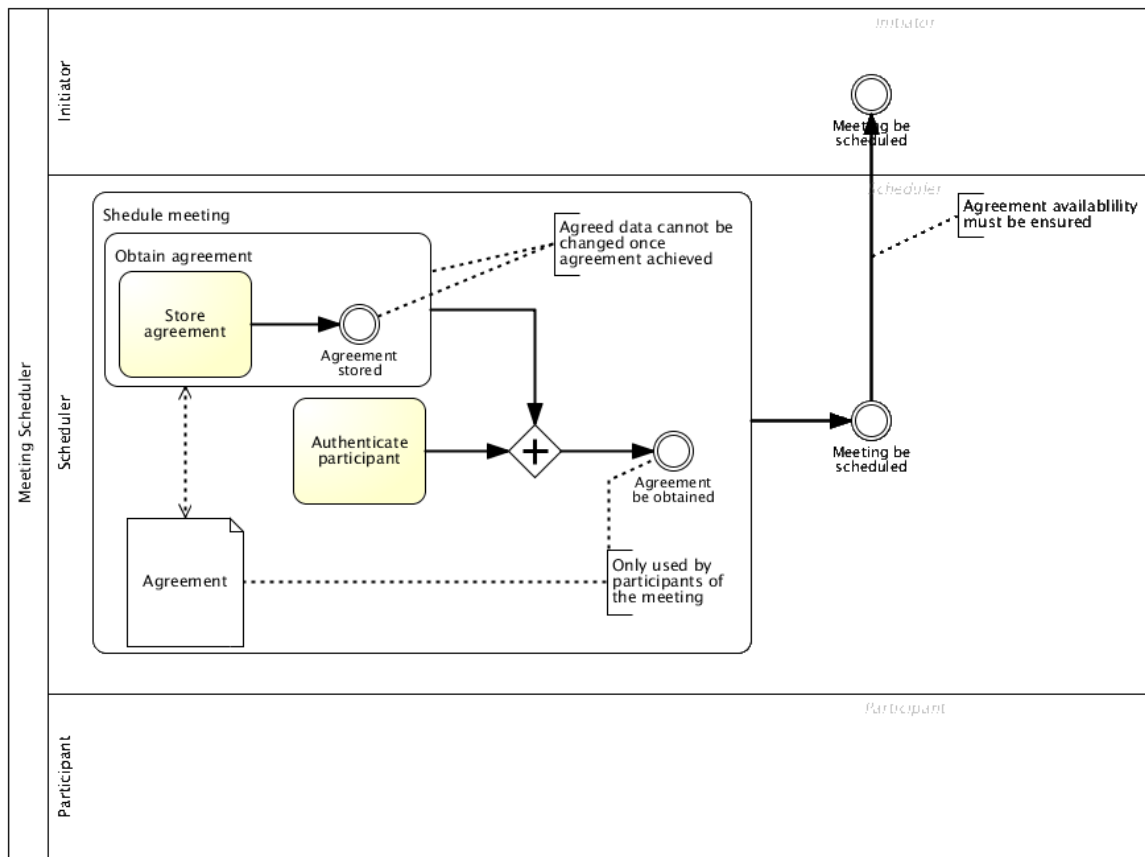 Meeting Scheduler
Initiator
Initiator
Meeting be
scheduled
Scheduler
Scheduler
Agreement availablility
must be ensured
Shedule meeting
Obtain agreement
Store
agreement
Agreement
stored
Agreed data cannot be
changed once
agreement achieved
Authenticate
participant
Agreement
be obtained
Meeting be
scheduled
Agreement
Only used by
participants of
the meeting
Participant
Participant